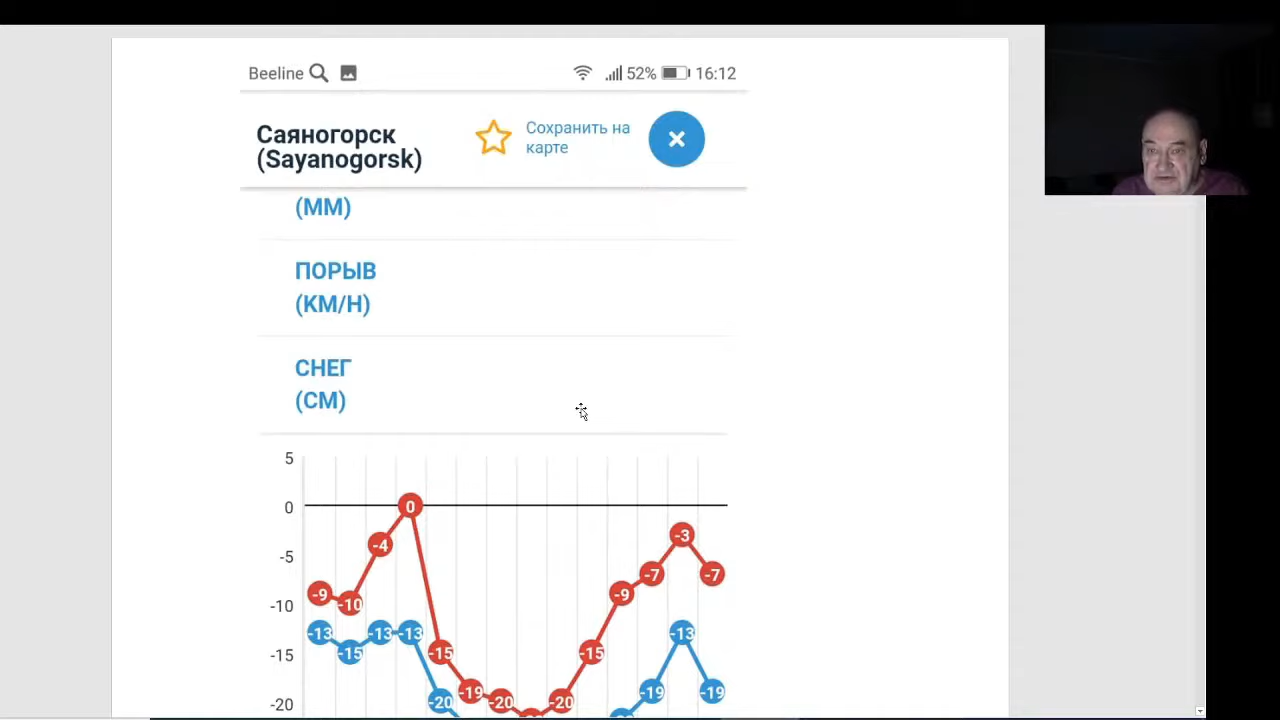 Beeline 52% 16:12
Саяногорск
(Sayanogorsk)
Сохранить на
карте
(ММ)
ПОРЫВ
(КМ/Н)
СНЕГ
(СМ)
5
0
-5
-10
-15
-20
-9 -10 -4 0 -15 -19 -20 -20 -15 -9 -7 -3 -7
-13 -15 -13 -13 -20 -19 -13 -19